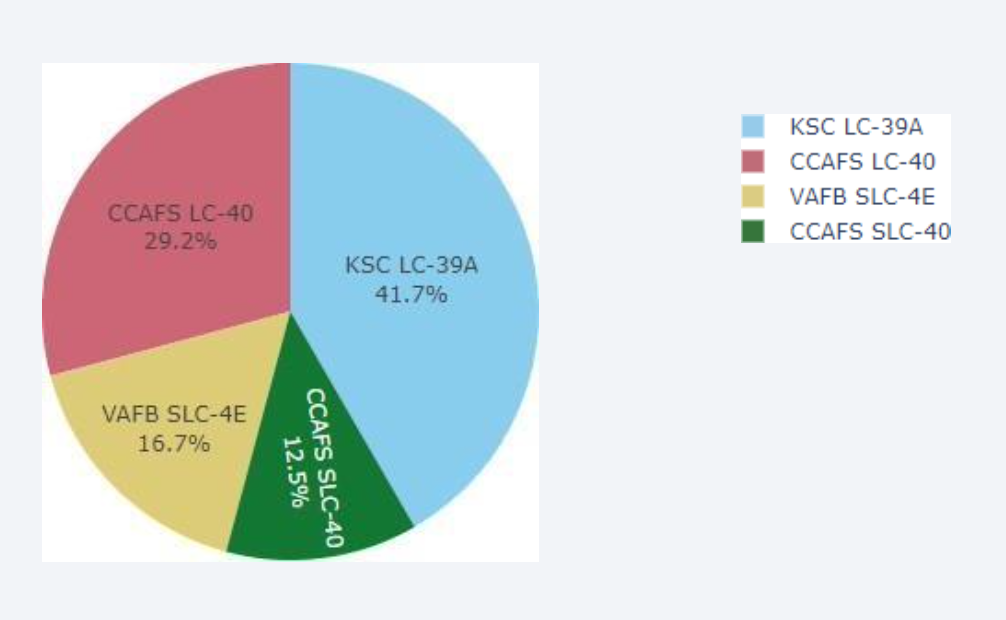 CCAFS LC-40
29.2%
KSC LC-39A
41.7%
VAFB SLC-4E
16.7%
CCAFS SLC-40
12.5%
KSC LC-39A
CCAFS LC-40
VAFB SLC-4E
CCAFS SLC-40